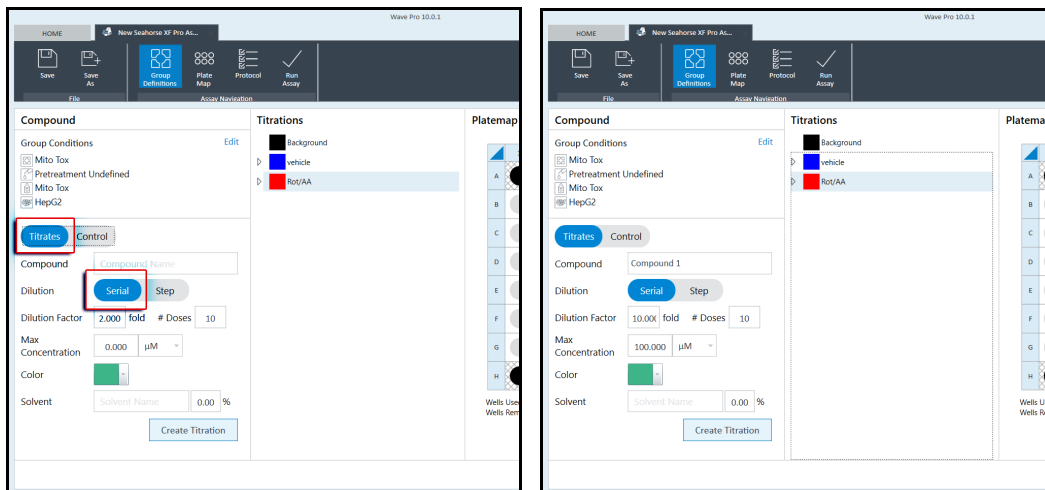 Wave Pro 10.0.1
HOME New Seahorse XF Pro As...
Save Save As Group Definitions Plate Map Protocol Run Assay
File Assay Navigation
Compound Titrations Platemap
Group Conditions Edit Background
Mito Tox vehicle
Pretreatment Undefined Rot/AA
Mito Tox
HepG2
A
B
C
D
E
F
G
H
Titrates Control
Compound Compound Name
Dilution Serial Step
Dilution Factor 2.000 fold # Doses 10
Max Concentration 0.000 µM
Color
Solvent Solvent Name 0.00 %
Wells Use
Wells Rem
Create Titration
Wave Pro 10.0.1
HOME New Seahorse XF Pro As...
Save Save As Group Definitions Plate Map Protocol Run Assay
File Assay Navigation
Compound Titrations Platema
Group Conditions Edit Background
Mito Tox vehicle
Pretreatment Undefined Rot/AA
Mito Tox
HepG2
A
B
C
D
E
F
G
H
Titrates Control
Compound Compound 1
Dilution Serial Step
Dilution Factor 10.00 fold # Doses 10
Max Concentration 100.000 µM
Color
Solvent Solvent Name 0.00 %
Wells U
Wells R
Create Titration